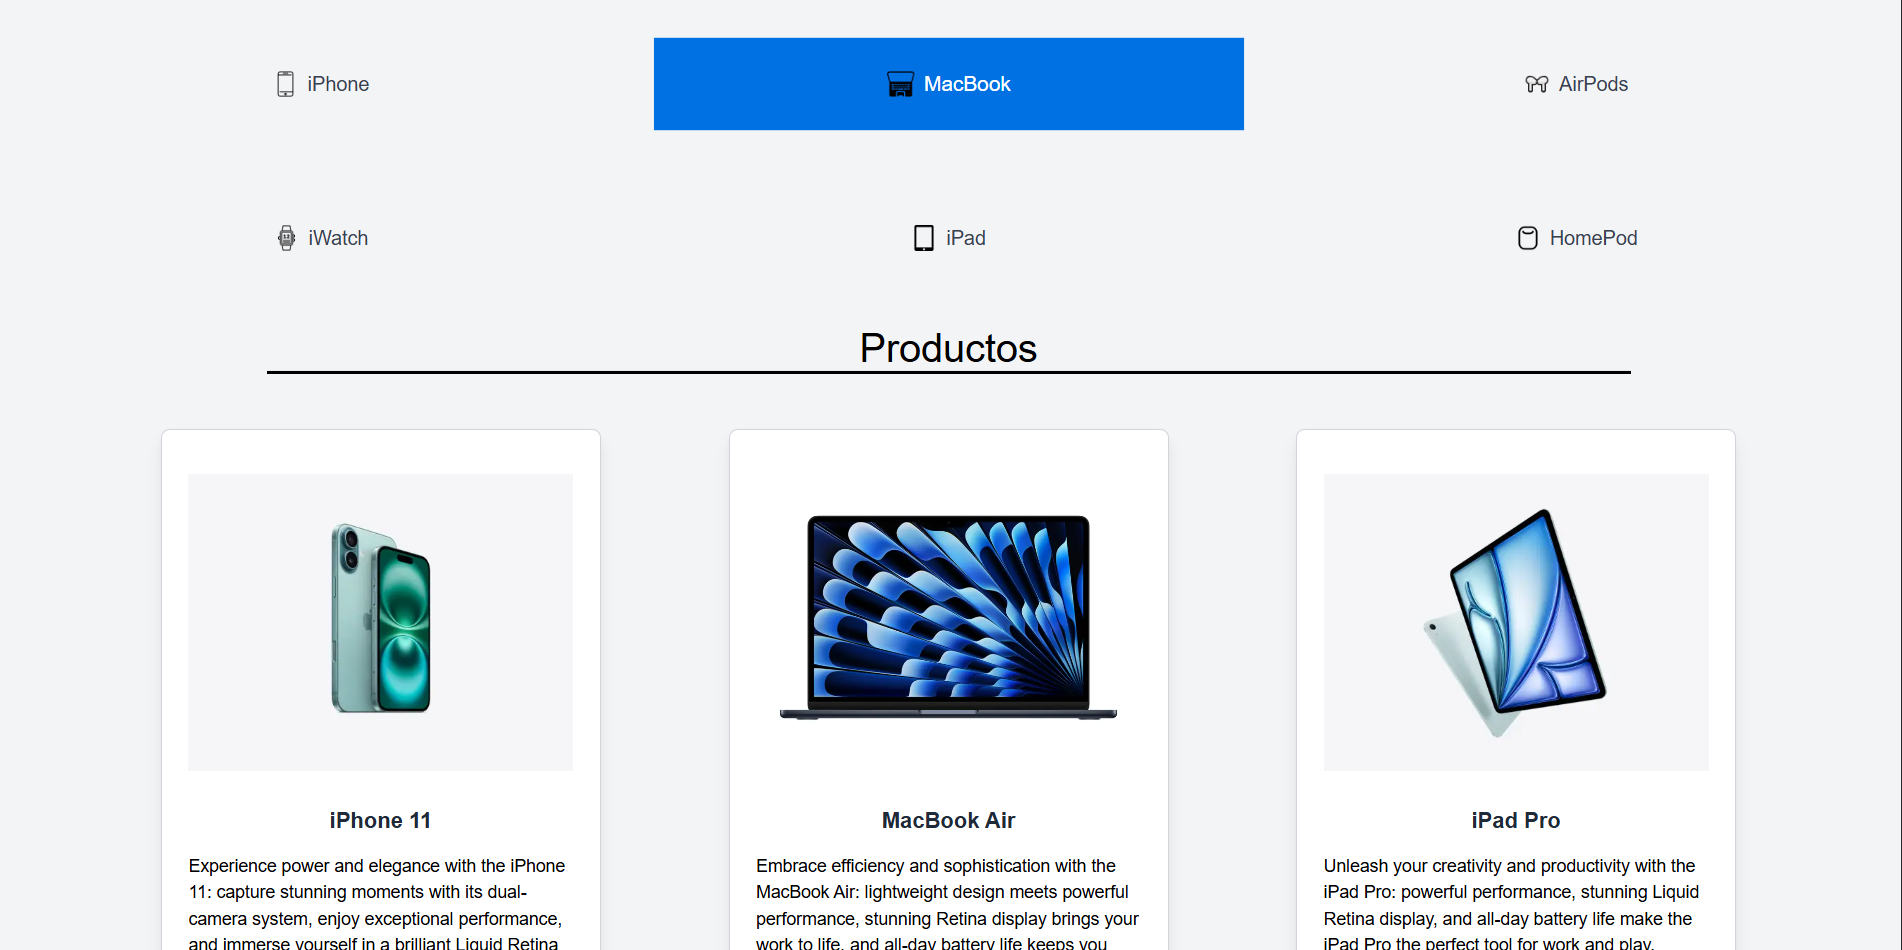 iPhone
MacBook
AirPods
iWatch
iPad
HomePod
Productos
iPhone 11
Experience power and elegance with the iPhone
11: capture stunning moments with its dual-
camera system, enjoy exceptional performance,
and immerse yourself in a brilliant Liquid Retina
MacBook Air
Embrace efficiency and sophistication with the
MacBook Air: lightweight design meets powerful
performance, stunning Retina display brings your
work to life, and all-day battery life keeps you
iPad Pro
Unleash your creativity and productivity with the
iPad Pro: powerful performance, stunning Liquid
Retina display, and all-day battery life make the
iPad Pro the perfect tool for work and play.